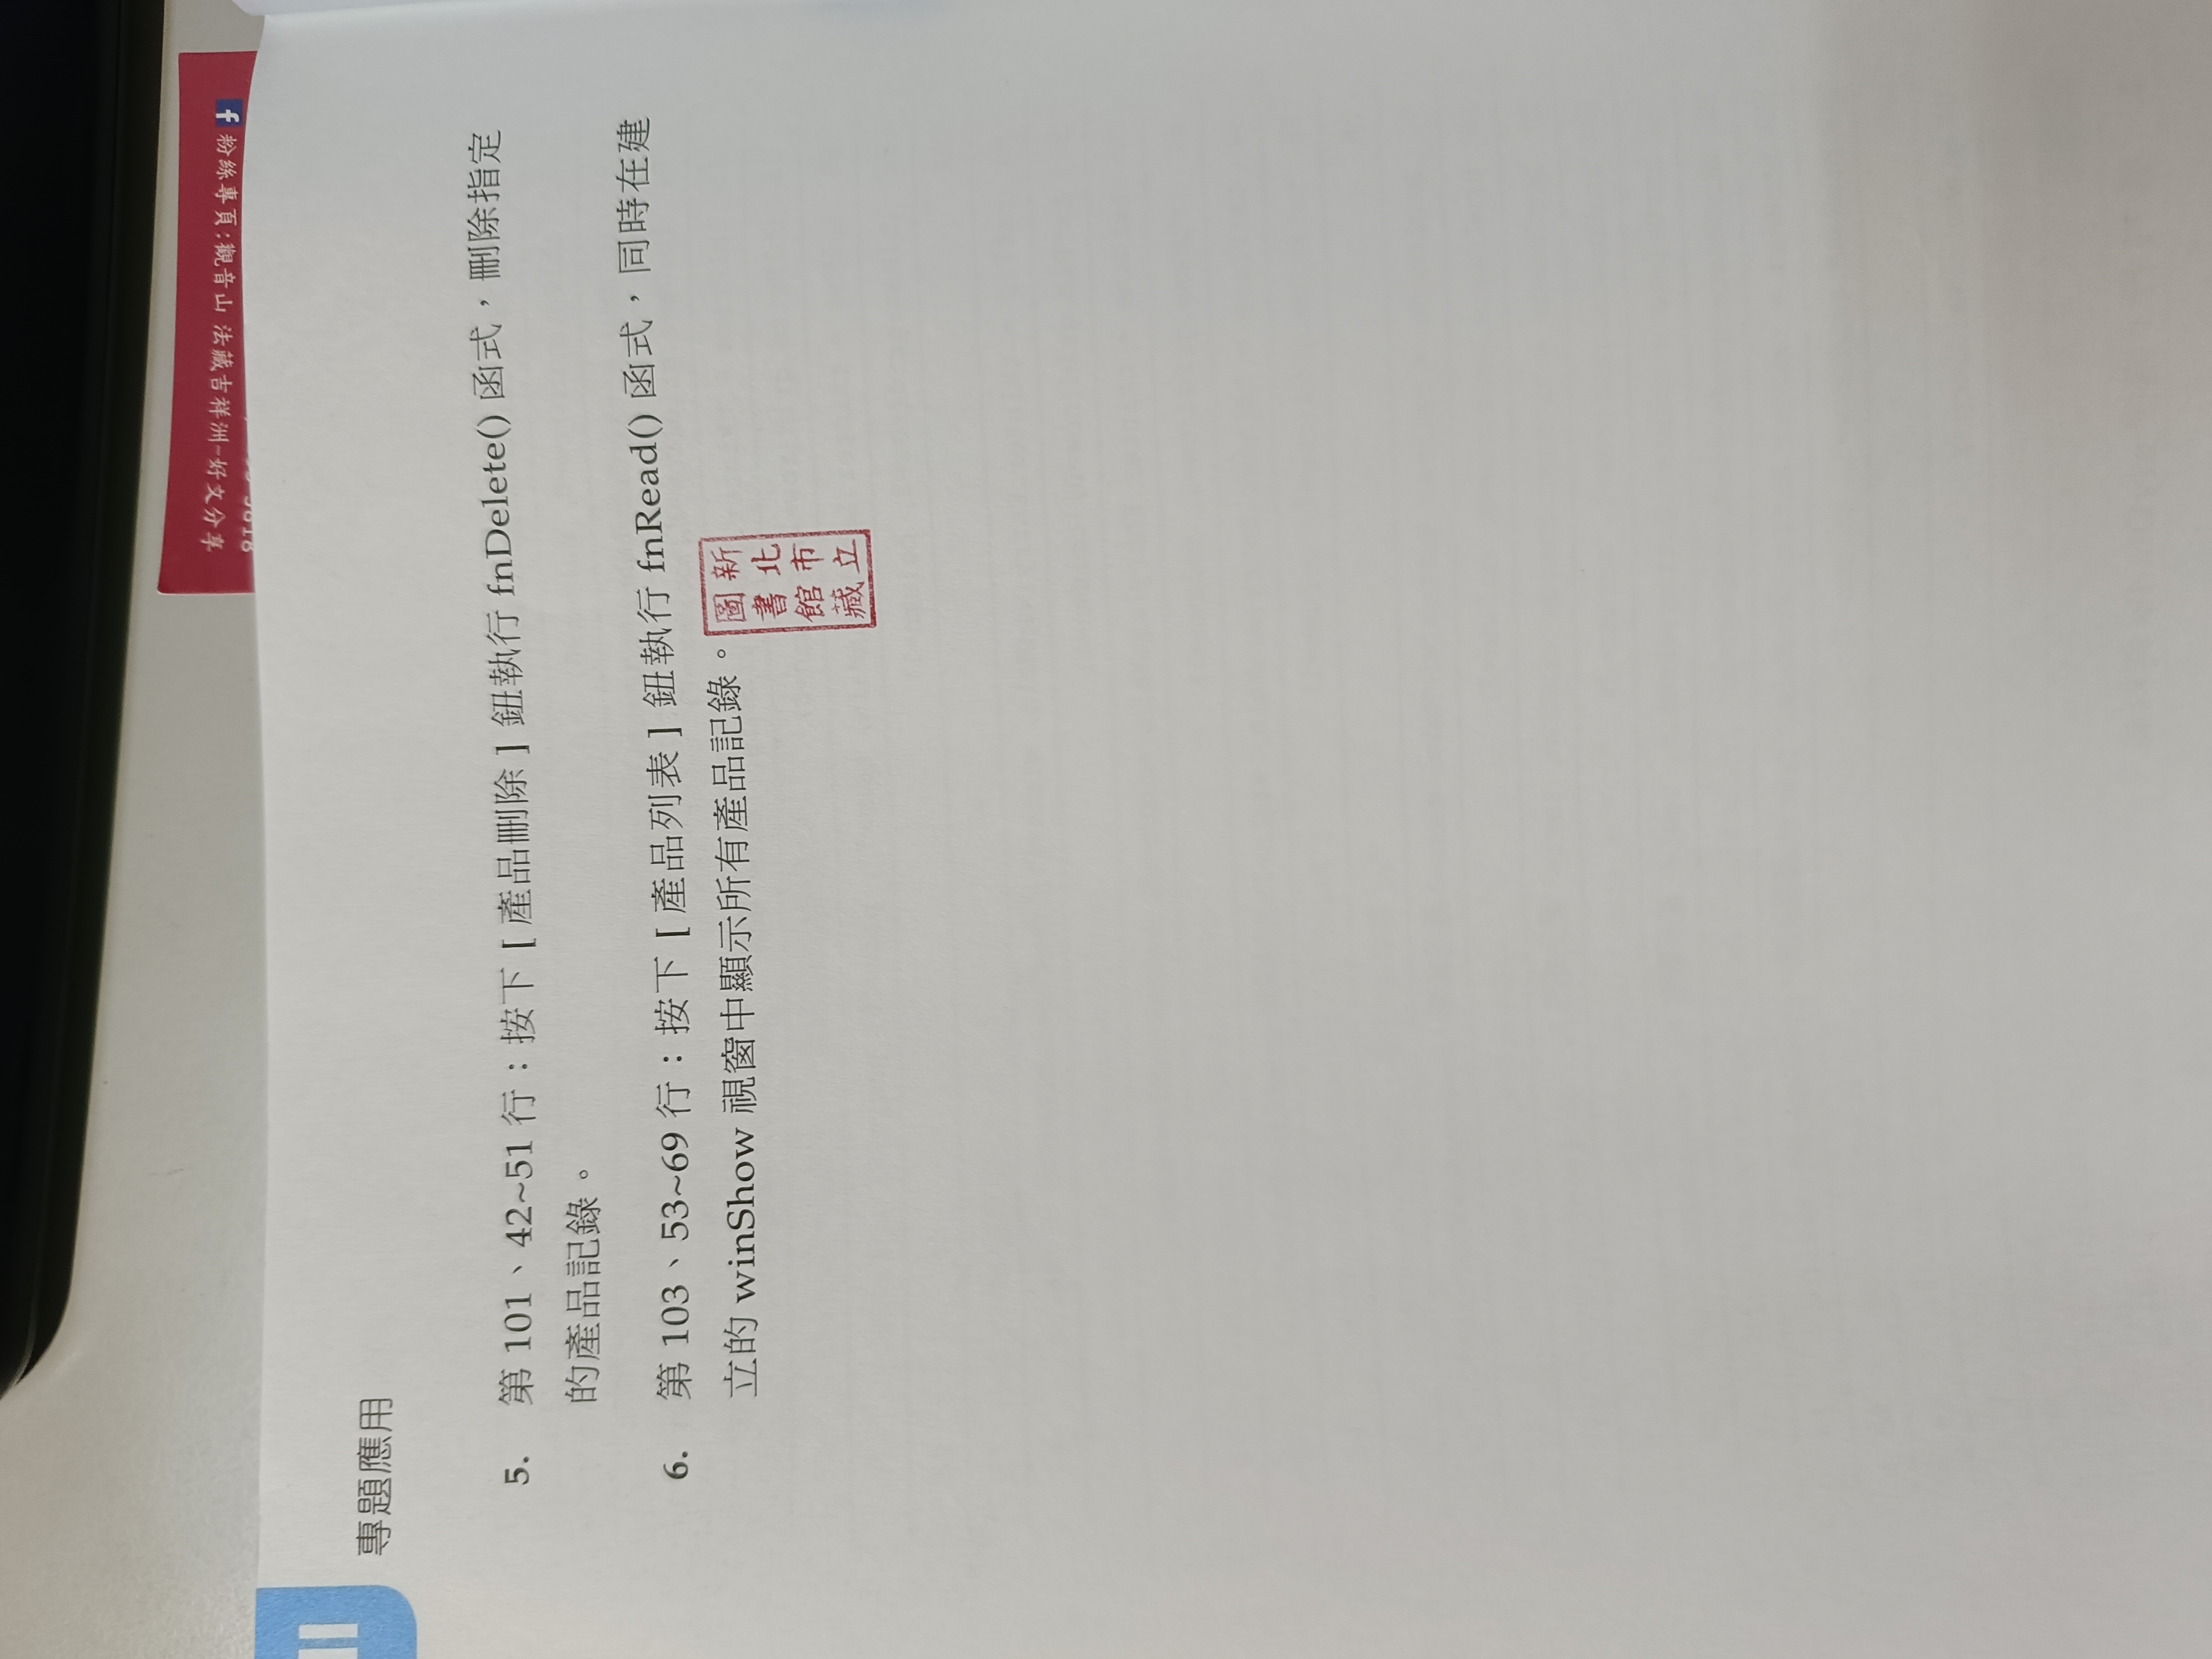 粉絲專頁:觀音山 法藏吉祥洲~好文分享
II
專題應用
5. 第 101、42~51 行：按下 [ 產品刪除 ] 鈕執行 fnDelete() 函式，刪除指定
的產品記錄。
6. 第 103、53~69 行：按下 [ 產品列表 ] 鈕執行 fnRead() 函式，同時在建
立的 winShow 視窗中顯示所有產品記錄。
新北市立
圖書館藏